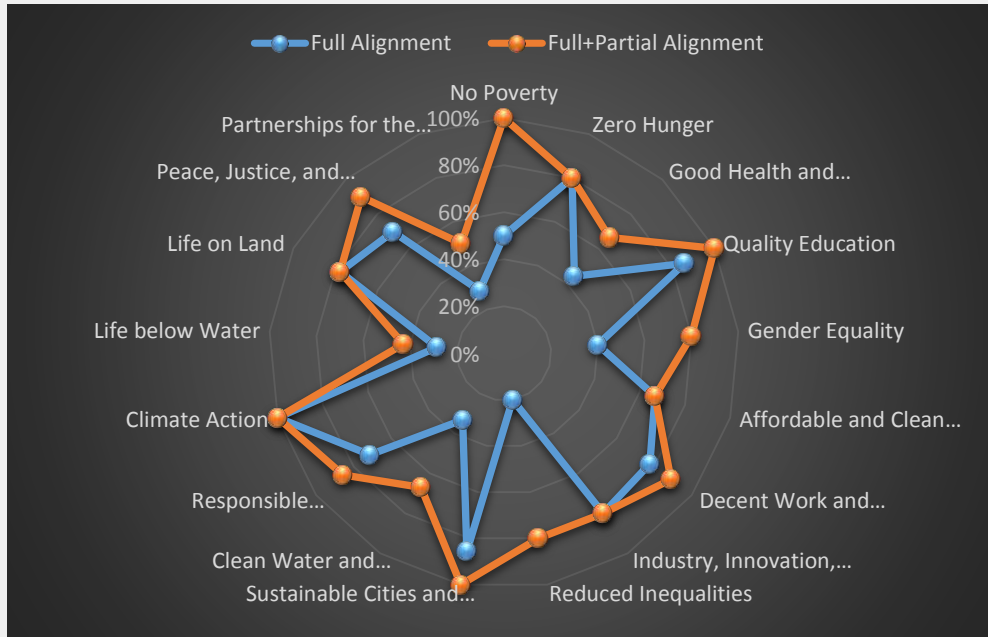 Full Alignment
Full+Partial Alignment
No Poverty
Zero Hunger
Good Health and...
Quality Education
Gender Equality
Affordable and Clean...
Decent Work and...
Industry, Innovation,...
Reduced Inequalities
Sustainable Cities and...
Clean Water and...
Responsible...
Climate Action
Life below Water
Life on Land
Peace, Justice, and...
Partnerships for the...
100%
80%
60%
40%
20%
0%